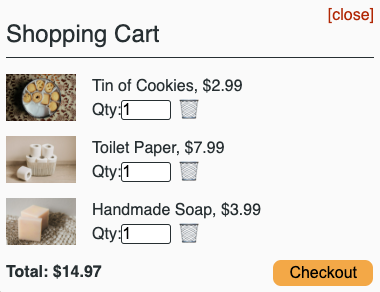 [close]
Shopping Cart
Tin of Cookies, $2.99
Qty:1
Toilet Paper, $7.99
Qty:1
Handmade Soap, $3.99
Qty:1
Total: $14.97
Checkout